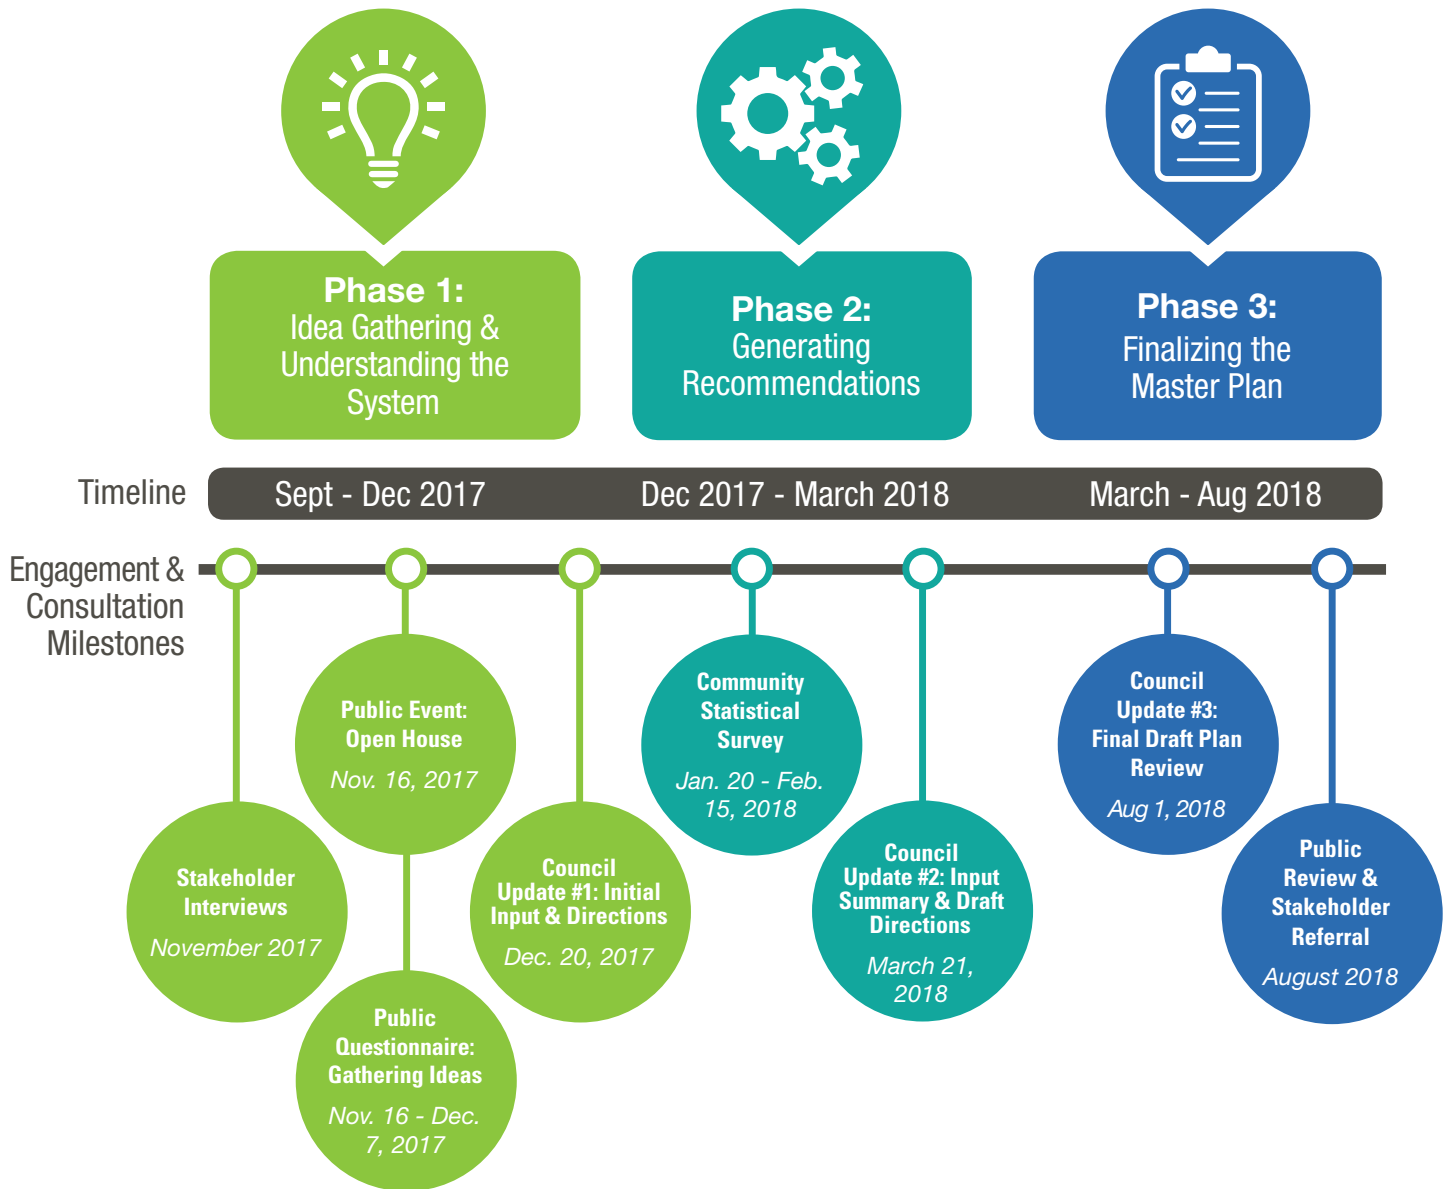 Phase 1:
Idea Gathering &
Understanding the
System
Phase 2:
Generating
Recommendations
Phase 3:
Finalizing the
Master Plan
Timeline
Sept - Dec 2017
Dec 2017 - March 2018
March - Aug 2018
Engagement &
Consultation
Milestones
Stakeholder
Interviews
November 2017
Public Event:
Open House
Nov. 16, 2017
Public
Questionnaire:
Gathering Ideas
Nov. 16 - Dec.
7, 2017
Council
Update #1: Initial
Input & Directions
Dec. 20, 2017
Community
Statistical
Survey
Jan. 20 - Feb.
15, 2018
Council
Update #2: Input
Summary & Draft
Directions
March 21,
2018
Council
Update #3:
Final Draft Plan
Review
Aug 1, 2018
Public
Review &
Stakeholder
Referral
August 2018